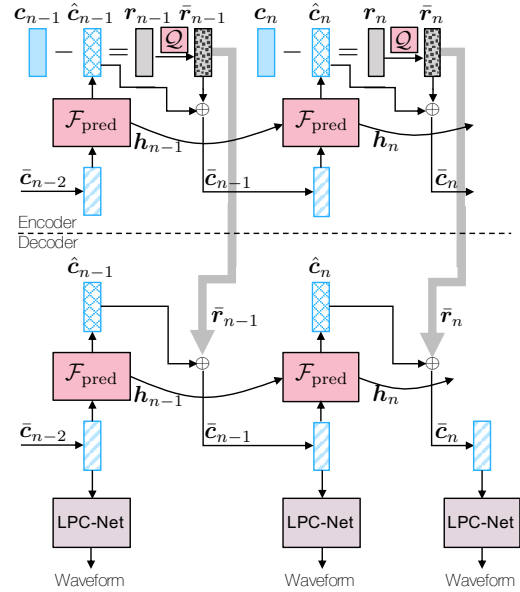 c_{n−1} ĉ_{n−1} r_{n−1} r̄_{n−1} c_n ĉ_n r_n r̄_n
− = Q − = Q
F_pred F_pred
h_{n−1} h_n
c̄_{n−2} c̄_{n−1} c̄_n
Encoder
Decoder
ĉ_{n−1} ĉ_n
r̄_{n−1} r̄_n
F_pred F_pred
h_{n−1} h_n
c̄_{n−2} c̄_{n−1} c̄_n
LPC-Net LPC-Net LPC-Net
Waveform Waveform Waveform